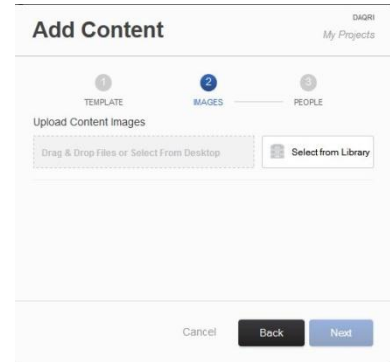 DAQRI
Add Content
My Projects
1
2
3
TEMPLATE
IMAGES
PEOPLE
Upload Content Images
Drag & Drop Files or Select From Desktop
Select from Library
Cancel
Back
Next